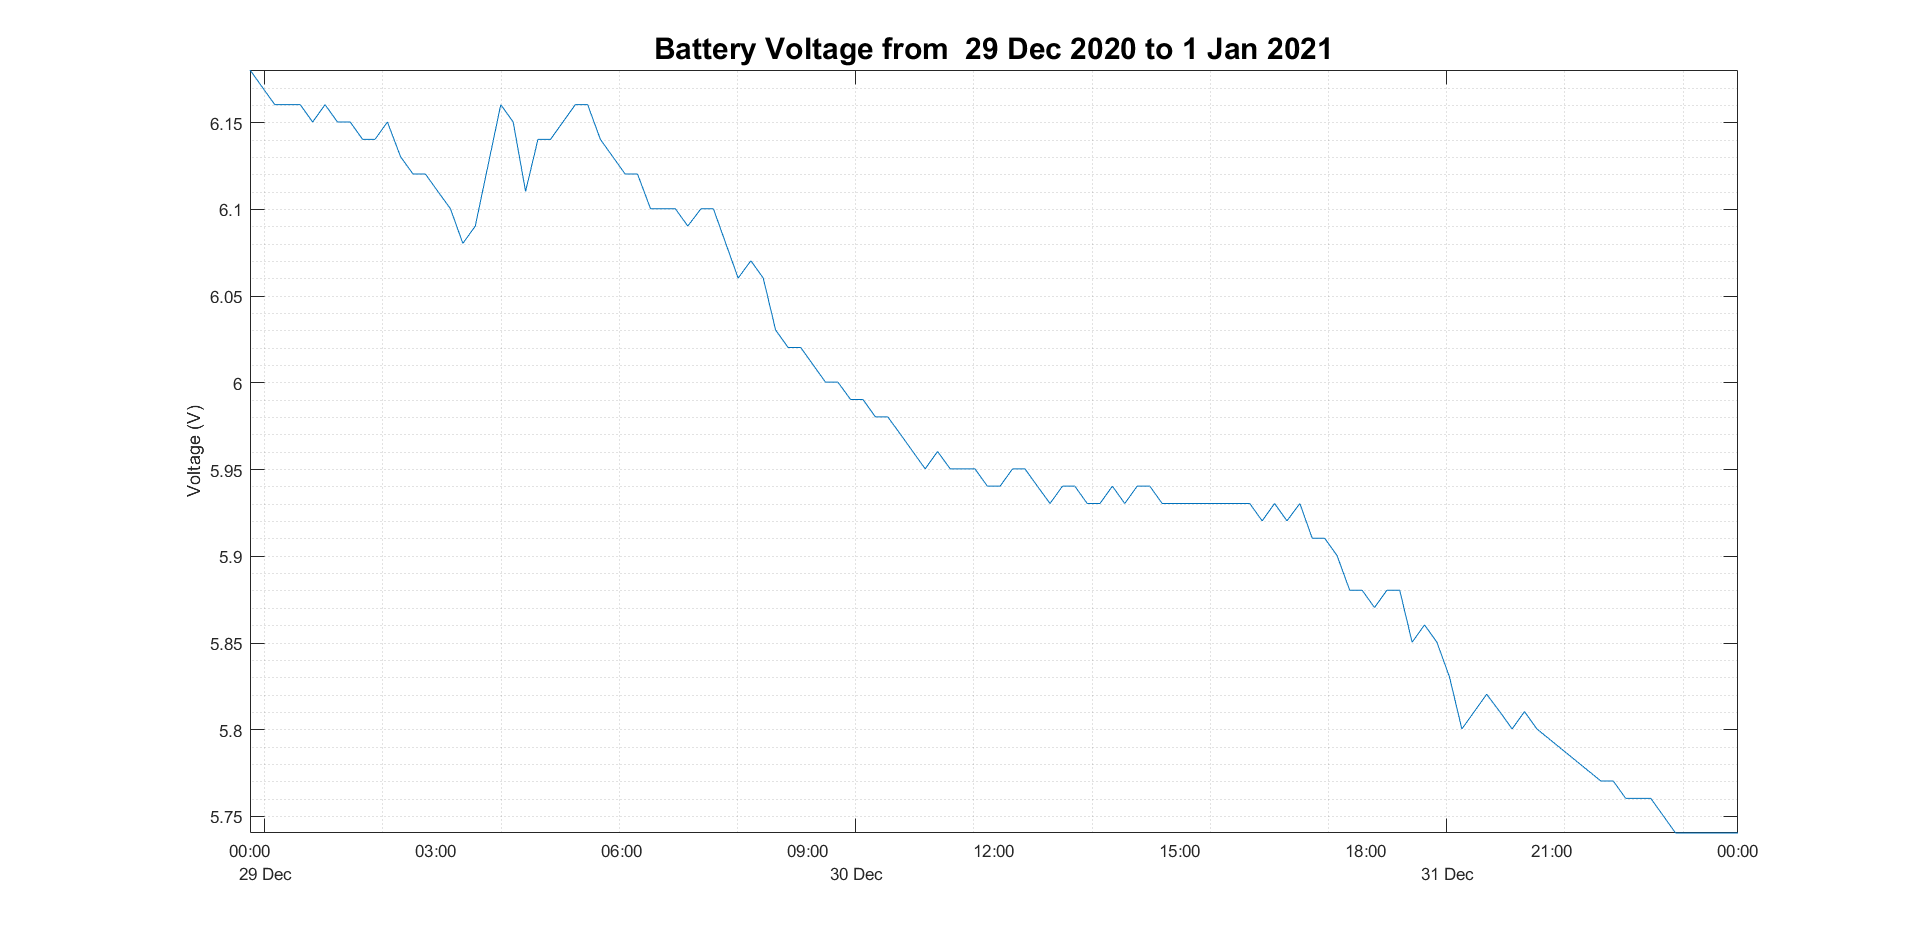 Battery Voltage from  29 Dec 2020 to 1 Jan 2021
6.15
6.1
6.05
6
5.95
5.9
5.85
5.8
5.75
Voltage (V)
00:00 03:00 06:00 09:00 12:00 15:00 18:00 21:00 00:00
29 Dec 30 Dec 31 Dec